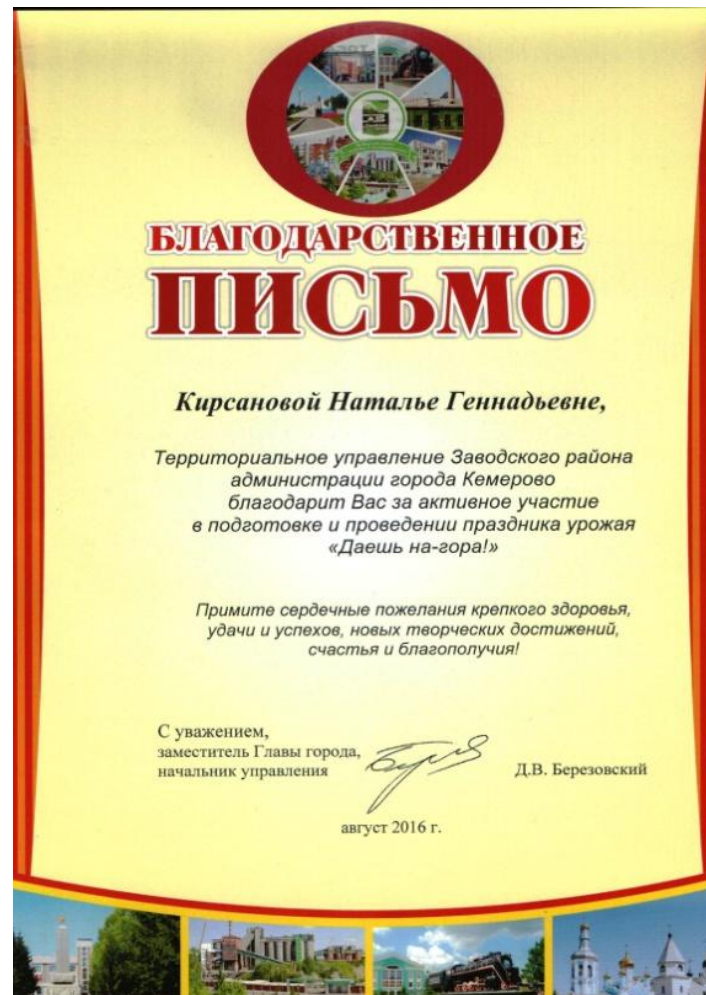 БЛАГОДАРСТВЕННОЕ
ПИСЬМО
Кирсановой Наталье Геннадьевне,
Территориальное управление Заводского района
администрации города Кемерово
благодарит Вас за активное участие
в подготовке и проведении праздника урожая
«Даешь на-гора!»
Примите сердечные пожелания крепкого здоровья,
удачи и успехов, новых творческих достижений,
счастья и благополучия!
С уважением,
заместитель Главы города,
начальник управления
Д.В. Березовский
август 2016 г.